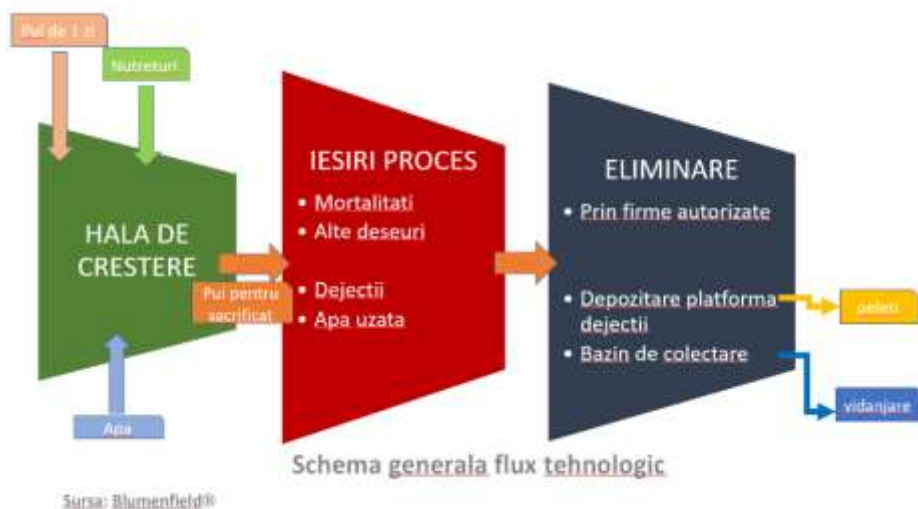 Pui de 1 zi
Nutreturi
HALA DE
CRESTERE
Apa
Pui pentru
sacrificat
IESIRI PROCES
• Mortalitati
• Alte deseuri
• Dejectii
• Apa uzata
ELIMINARE
• Prin firme autorizate
• Depozitare platforma
dejectii
• Bazin de colectare
peleti
vidanjare
Schema generala flux tehnologic
Sursa: Blumenfield®